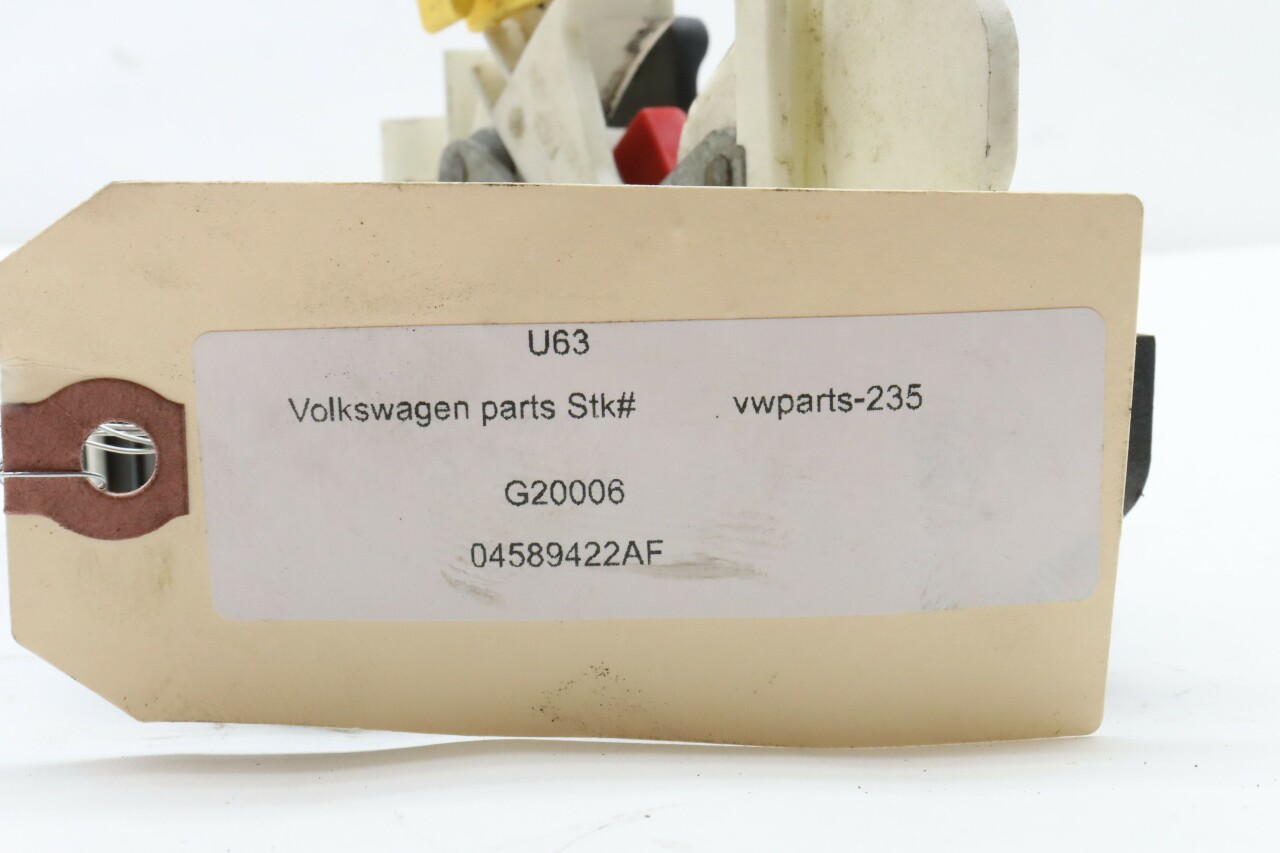 U63
Volkswagen parts Stk# vwparts-235
G20006
04589422AF